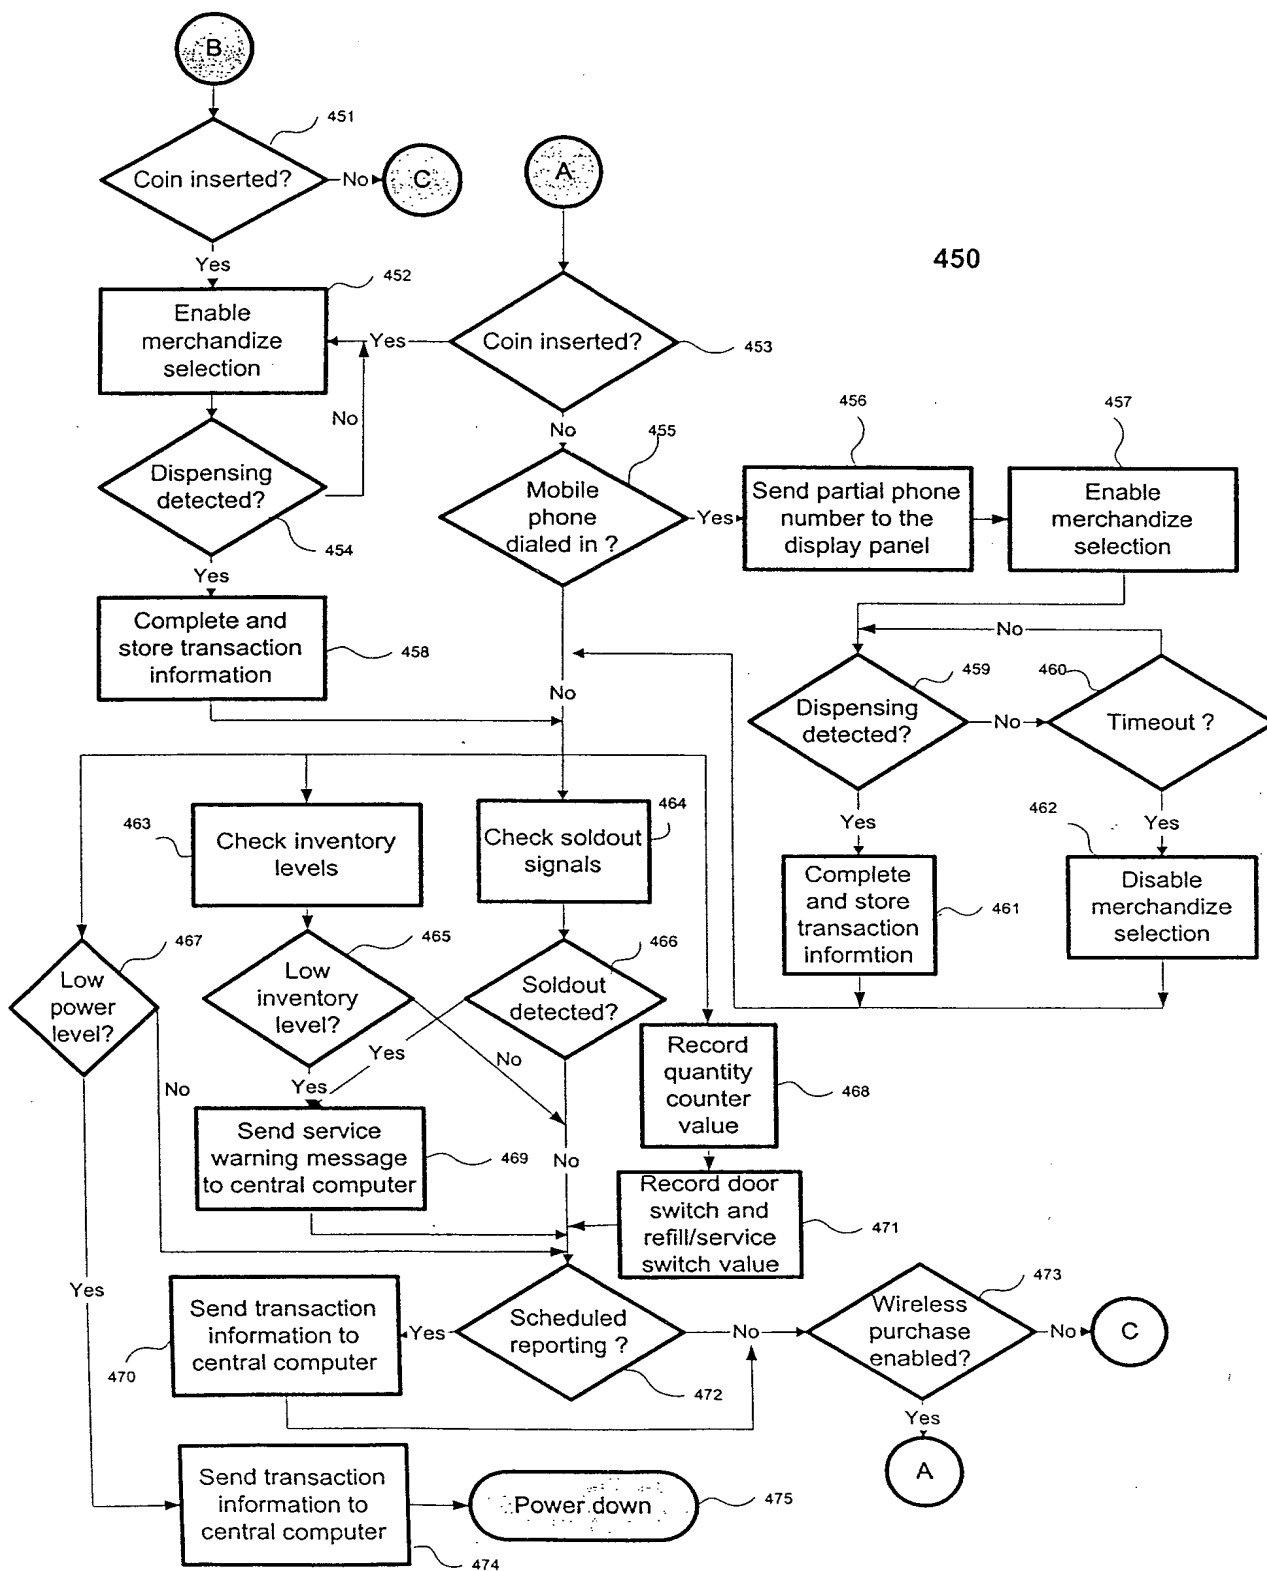 B
451
Coin inserted?
No
C
A
450
Yes
452
Enable
merchandize
selection
Yes
Coin inserted?
453
No
No
455
456
457
Dispensing
detected?
454
Mobile
phone
dialed in ?
Yes
Send partial phone
number to the
display panel
Enable
merchandize
selection
Yes
Complete and
store transaction
information
458
No
No
459
460
Dispensing
detected?
No
Timeout ?
463
Check inventory
levels
464
Check soldout
signals
Yes
462
Yes
Complete
and store
transaction
informtion
461
Disable
merchandize
selection
467
Low
power
level?
465
Low
inventory
level?
466
Soldout
detected?
Yes
No
No
Yes
Record
quantity
counter
value
468
Send service
warning message
to central computer
469
No
Record door
switch and
refill/service
switch value
471
Yes
473
Send transaction
information to
central computer
470
Yes
Scheduled
reporting ?
472
No
Wireless
purchase
enabled?
No
C
Yes
A
Send transaction
information to
central computer
474
Power down
475